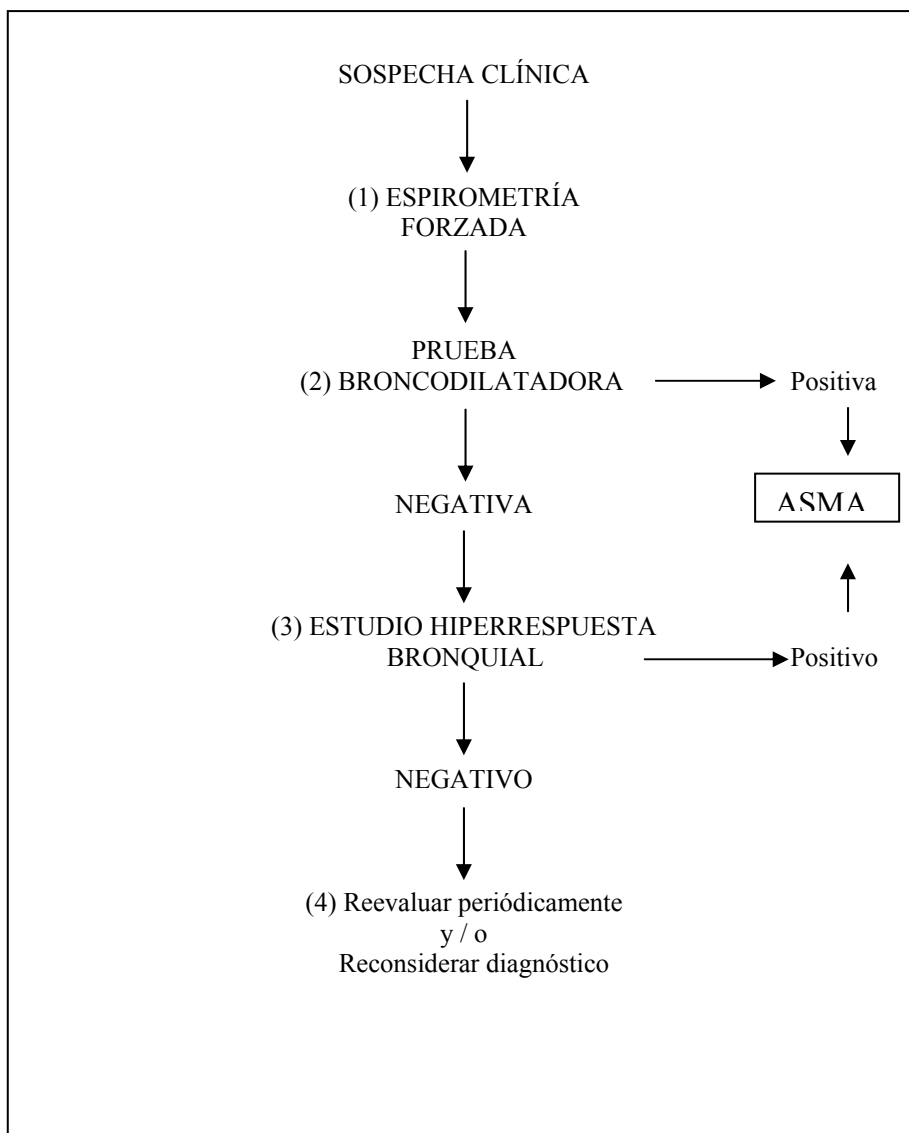 SOSPECHA CLÍNICA
(1) ESPIROMETRÍA
FORZADA
PRUEBA
(2) BRONCODILATADORA
Positiva
NEGATIVA
ASMA
(3) ESTUDIO HIPERRESPUESTA
BRONQUIAL
Positivo
NEGATIVO
(4) Reevaluar periódicamente
y / o
Reconsiderar diagnóstico